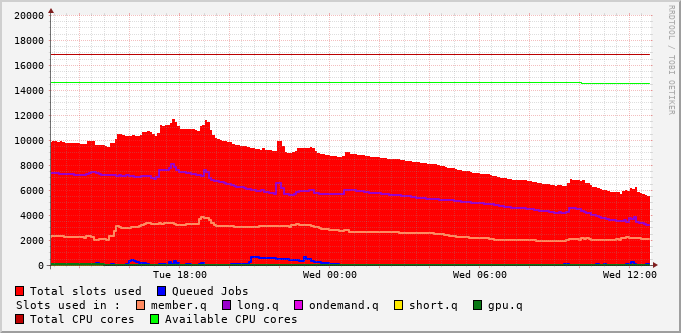 20000
18000
16000
14000
12000
10000
8000
6000
4000
2000
0
Tue 18:00 Wed 00:00 Wed 06:00 Wed 12:00
RRDTOOL / TOBI OETIKER
Total slots used Queued Jobs
Slots used in : member.q long.q ondemand.q short.q gpu.q
Total CPU cores Available CPU cores